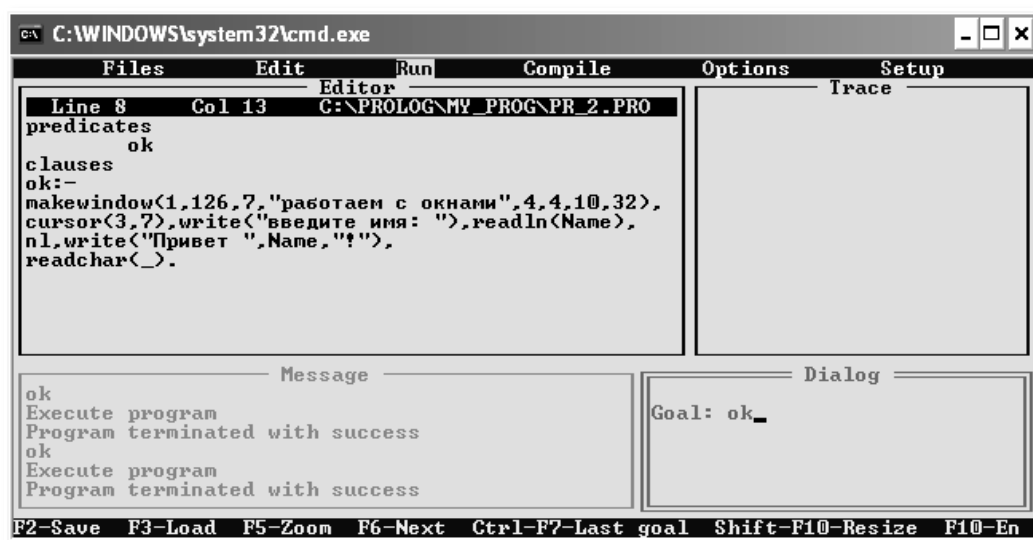 C:\WINDOWS\system32\cmd.exe
Files Edit Run Compile Options Setup
Editor
Line 8 Col 13 C:\PROLOG\MY_PROG\PR_2.PRO
predicates
ok
clauses
ok:-
makewindow(1,126,7,"работаем с окнами",4,4,10,32),
cursor(3,7),write("введите имя: "),readln(Name),
nl,write("Привет ",Name,"!"),
readchar(_).
Trace
Message
ok
Execute program
Program terminated with success
ok
Execute program
Program terminated with success
Dialog
Goal: ok
F2-Save F3-Load F5-Zoom F6-Next Ctrl-F7-Last goal Shift-F10-Resize F10-En